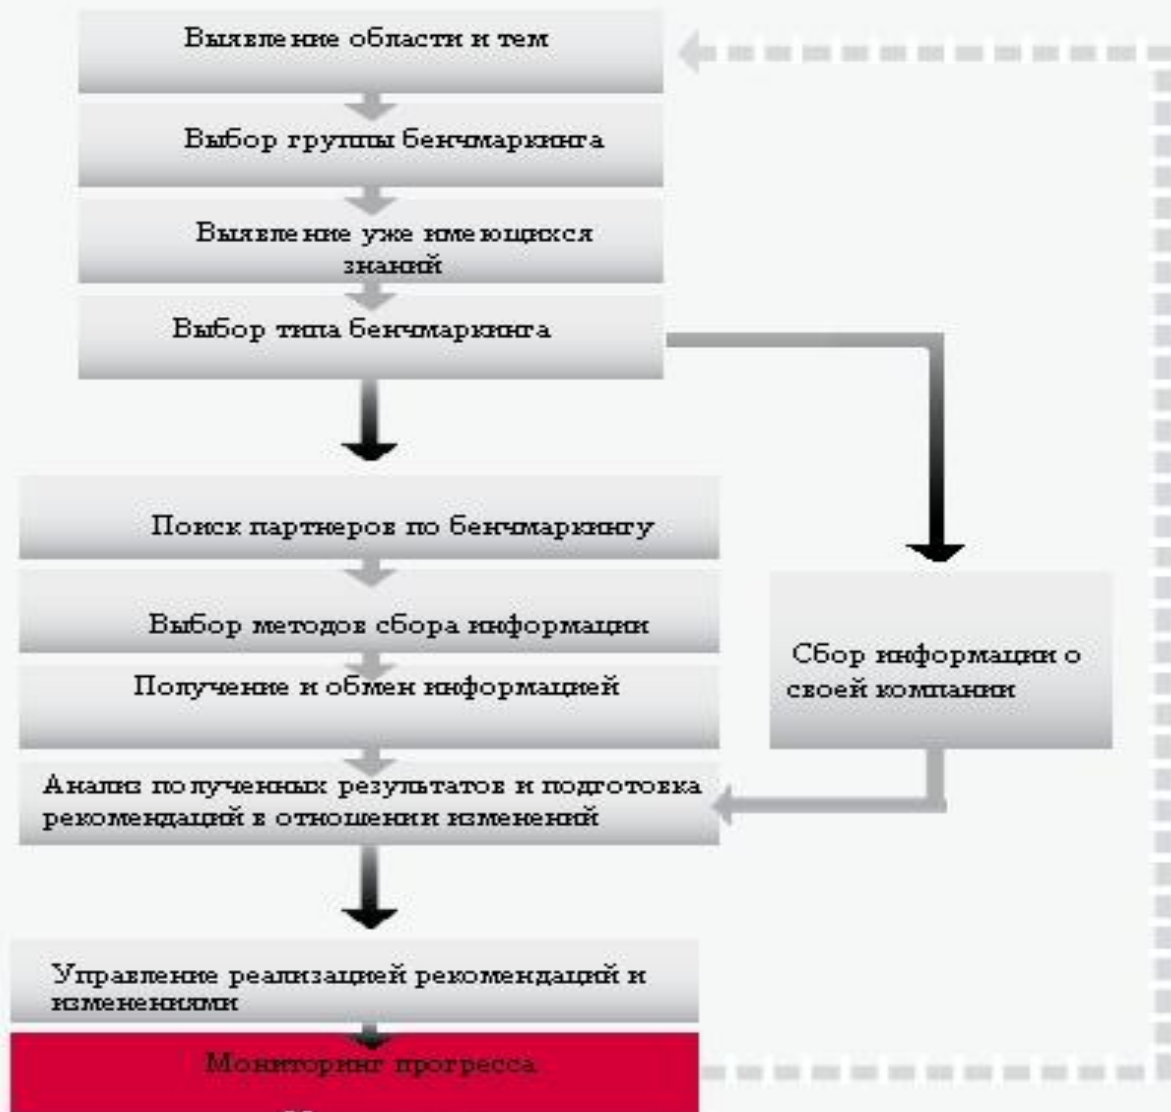 Выявление области и тем
Выбор группы бенчмаркинга
Выявление уже имеющихся
знаний
Выбор типа бенчмаркинга
Поиск партнеров по бенчмаркингу
Выбор методов сбора информации
Получение и обмен информацией
Сбор информации о
своей компании
Анализ полученных результатов и подготовка
рекомендаций в отношении изменений
Управление реализацией рекомендаций и
изменениями
Мониторинг прогресса